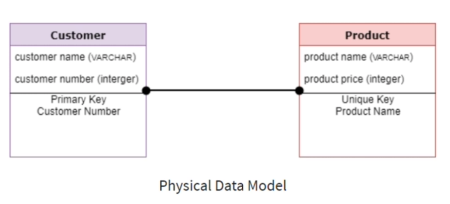 Customer
customer name (VARCHAR)
customer number (interger)
Primary Key
Customer Number
Product
product name (VARCHAR)
product price (integer)
Unique Key
Product Name
Physical Data Model